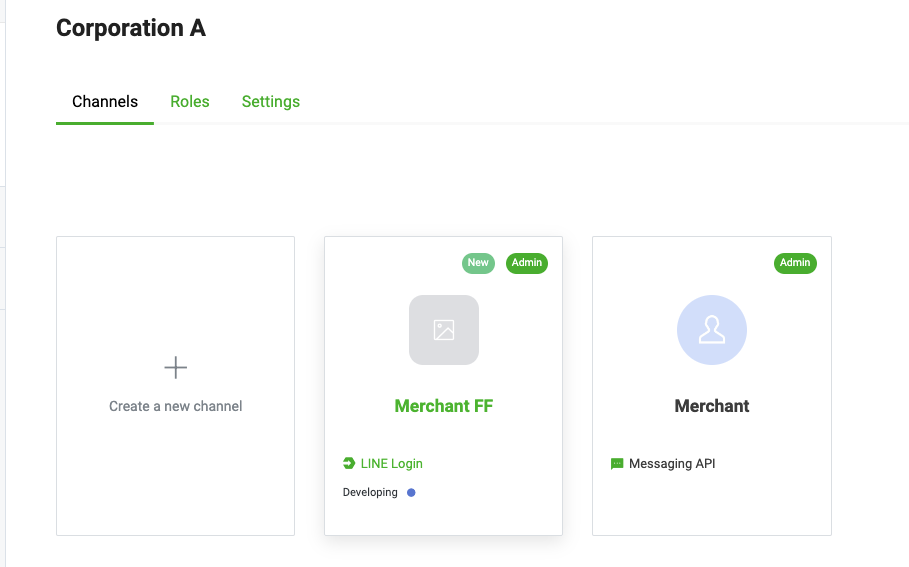 Corporation A
Channels Roles Settings
Create a new channel
New Admin
Merchant FF
LINE Login
Developing
Admin
Merchant
Messaging API